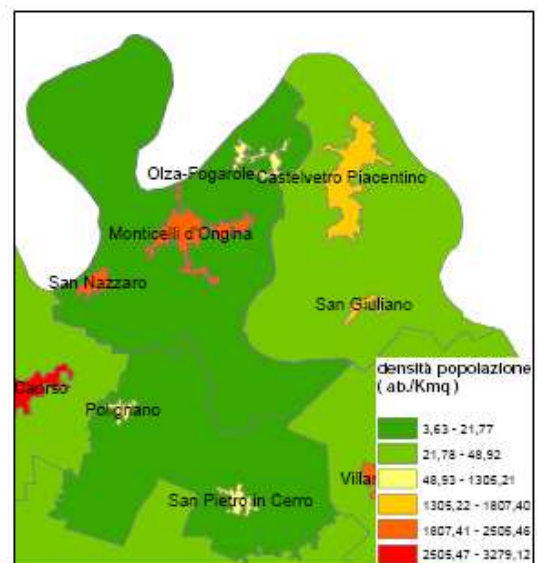 Olza-Fogarole
Castelvetro Piacentino
Monticelli d'Ongina
San Nazzaro
San Giuliano
Caorso
Polignano
San Pietro in Cerro
densità popolazione
( ab./Kmq )
3,63 - 21,77
21,78 - 48,92
48,93 - 1305,21
1305,22 - 1807,40
1807,41 - 2505,46
2505,47 - 3279,12